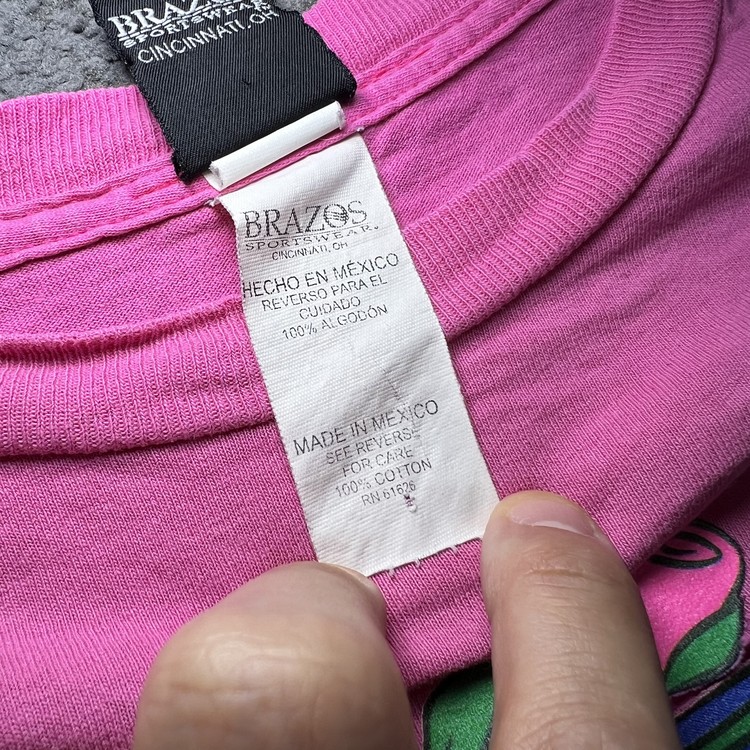 BRAZOS
SPORTSWEAR
CINCINNATI, OH
BRAZOS
SPORTSWEAR.
CINCINNATI, OH
HECHO EN MÉXICO
REVERSO PARA EL
CUIDADO
100% ALGODÓN
MADE IN MEXICO
SEE REVERSE
FOR CARE
100% COTTON
RN 61626